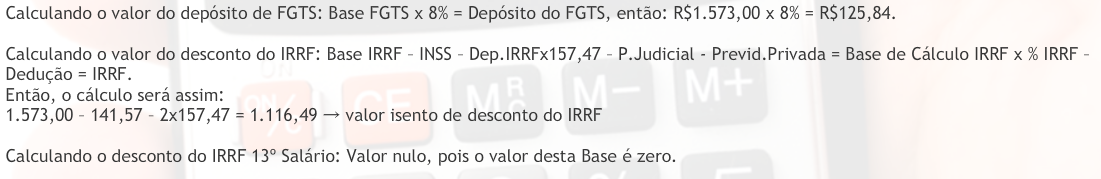 Calculando o valor do depósito de FGTS: Base FGTS x 8% = Depósito do FGTS, então: R$1.573,00 x 8% = R$125,84.
Calculando o valor do desconto do IRRF: Base IRRF – INSS – Dep.IRRFx157,47 – P.Judicial - Previd.Privada = Base de Cálculo IRRF x % IRRF –
Dedução = IRRF.
Então, o cálculo será assim:
1.573,00 – 141,57 – 2x157,47 = 1.116,49 → valor isento de desconto do IRRF
Calculando o desconto do IRRF 13º Salário: Valor nulo, pois o valor desta Base é zero.
ON
%
CE
MRC
M−
M+